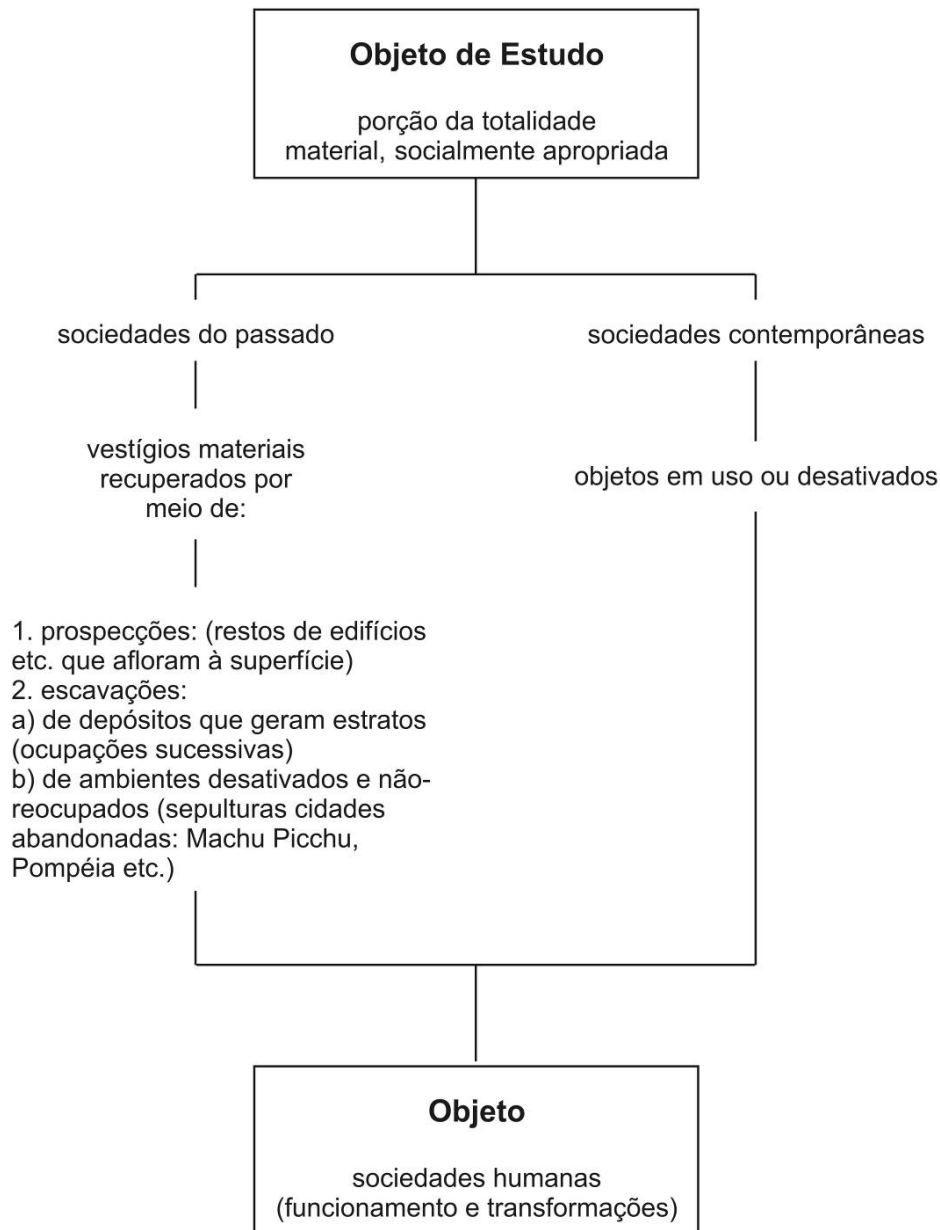 Objeto de Estudo
porção da totalidade
material, socialmente apropriada
sociedades do passado
vestígios materiais
recuperados por
meio de:
1. prospecções: (restos de edifícios
etc. que afloram à superfície)
2. escavações:
a) de depósitos que geram estratos
(ocupações sucessivas)
b) de ambientes desativados e não-
reocupados (sepulturas cidades
abandonadas: Machu Picchu,
Pompéia etc.)
sociedades contemporâneas
objetos em uso ou desativados
Objeto
sociedades humanas
(funcionamento e transformações)